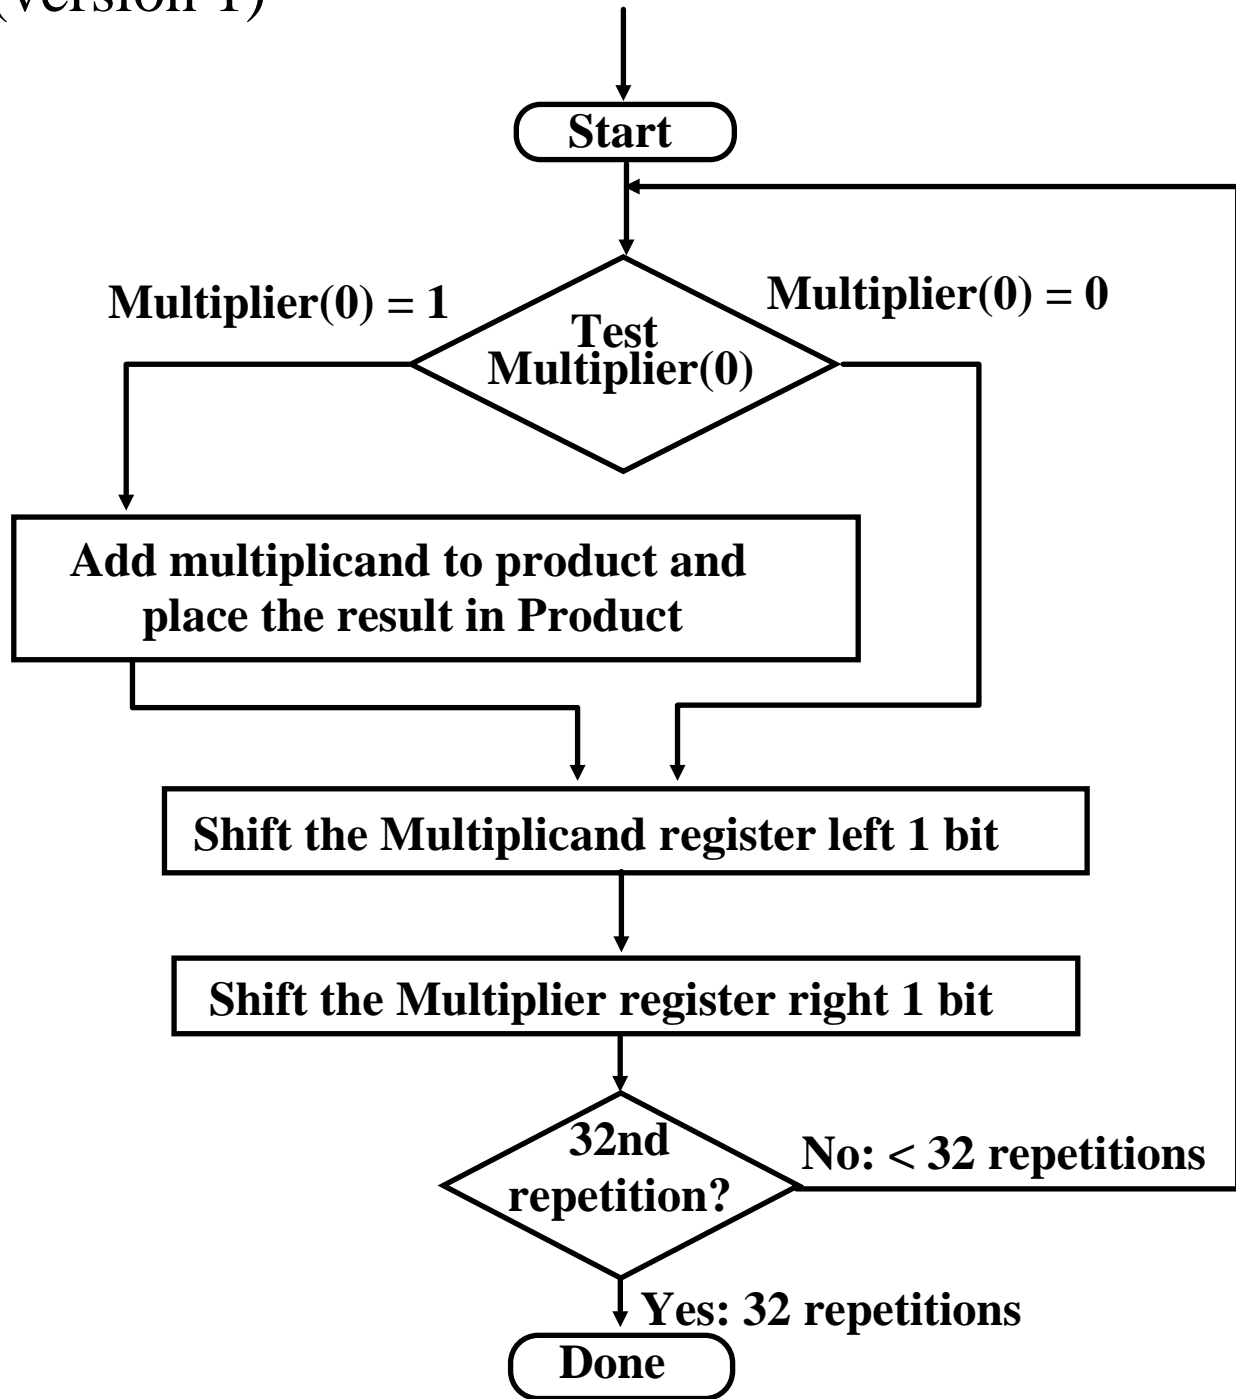 (version 1)
Start
Multiplier(0) = 1
Multiplier(0) = 0
Test
Multiplier(0)
Add multiplicand to product and
place the result in Product
Shift the Multiplicand register left 1 bit
Shift the Multiplier register right 1 bit
32nd
repetition?
No: < 32 repetitions
Yes: 32 repetitions
Done